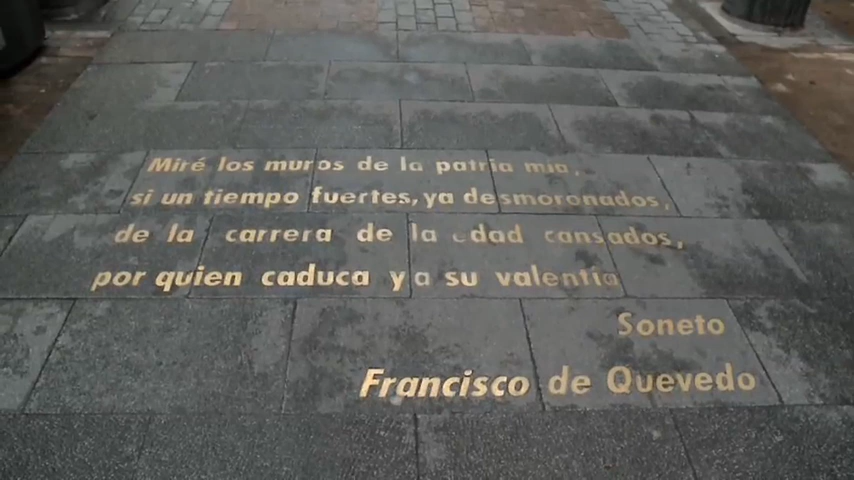 Miré los muros de la patria mía,
si un tiempo fuertes, ya desmoronados,
de la carrera de la edad cansados,
por quien caduca ya su valentía
Soneto
Francisco de Quevedo